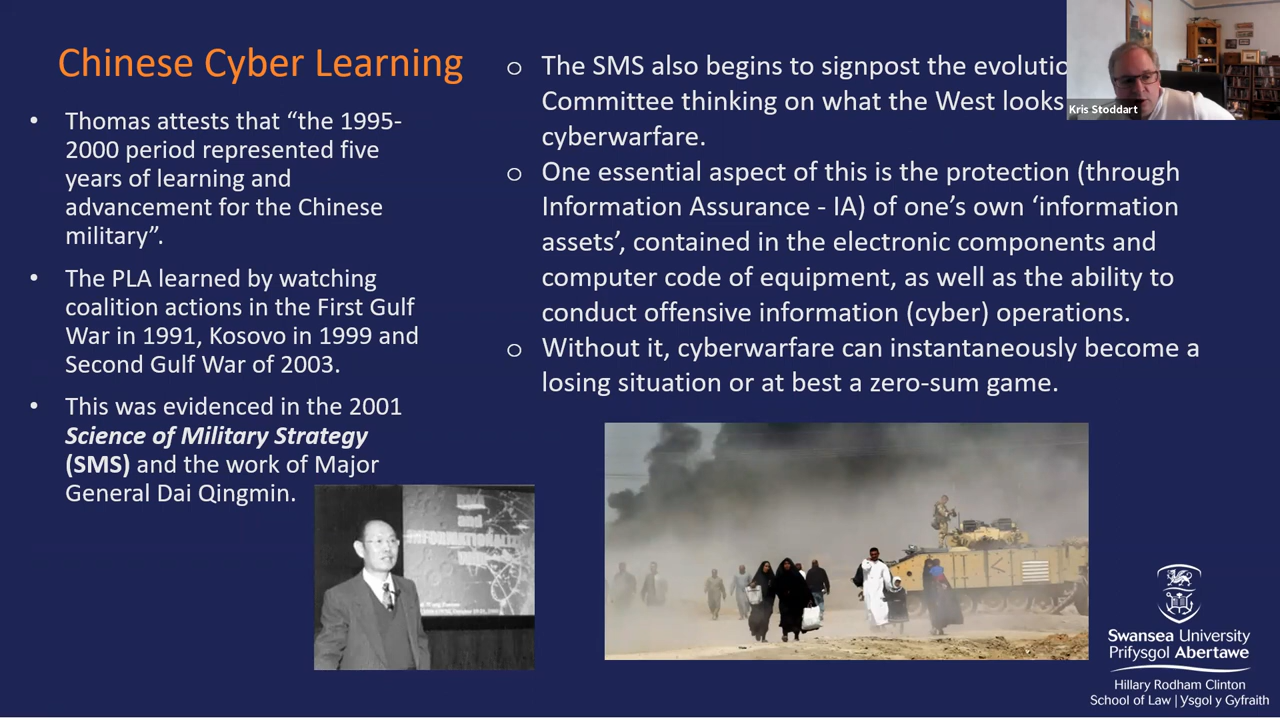 Chinese Cyber Learning
• Thomas attests that “the 1995-
2000 period represented five
years of learning and
advancement for the Chinese
military”.
• The PLA learned by watching
coalition actions in the First Gulf
War in 1991, Kosovo in 1999 and
Second Gulf War of 2003.
• This was evidenced in the 2001
Science of Military Strategy
(SMS) and the work of Major
General Dai Qingmin.
and
o The SMS also begins to signpost the evolutio
Committee thinking on what the West looks
cyberwarfare.
o One essential aspect of this is the protection (through
Information Assurance - IA) of one’s own ‘information
assets’, contained in the electronic components and
computer code of equipment, as well as the ability to
conduct offensive information (cyber) operations.
o Without it, cyberwarfare can instantaneously become a
losing situation or at best a zero-sum game.
Kris Stoddart
Swansea University
Prifysgol Abertawe
Hillary Rodham Clinton
School of Law | Ysgol y Gyfraith